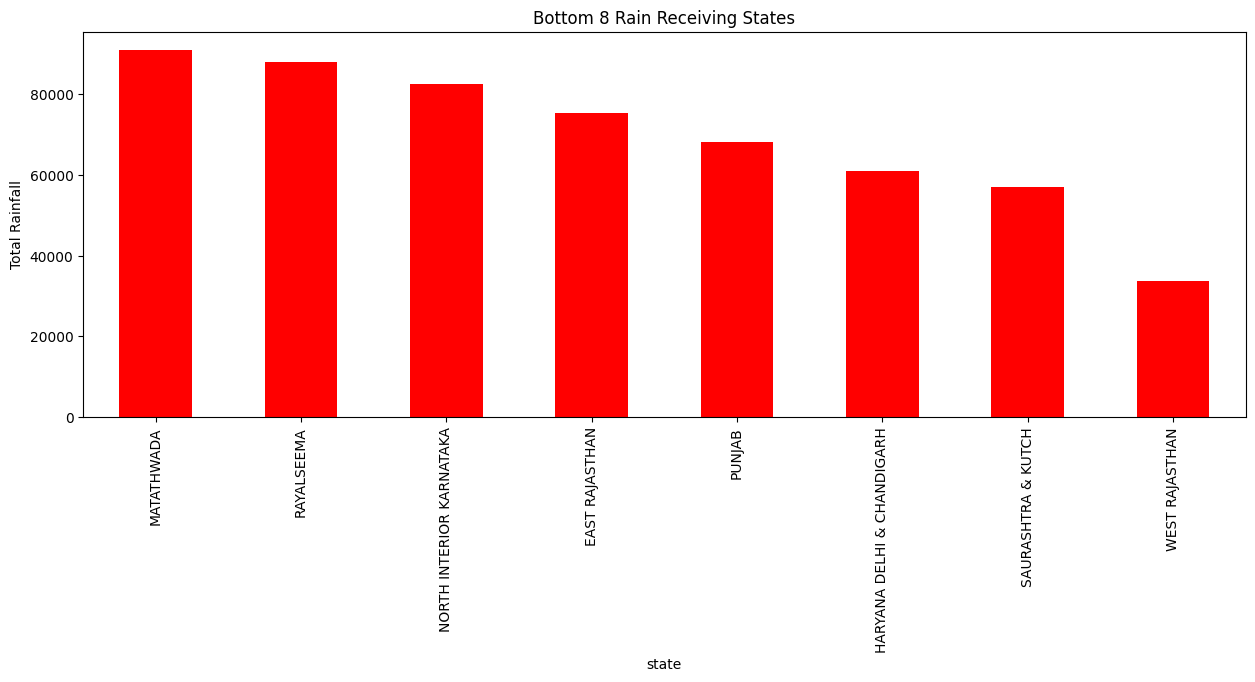 Bottom 8 Rain Receiving States
Total Rainfall
80000
60000
40000
20000
0
MATATHWADA
RAYALSEEMA
NORTH INTERIOR KARNATAKA
EAST RAJASTHAN
PUNJAB
HARYANA DELHI & CHANDIGARH
SAURASHTRA & KUTCH
WEST RAJASTHAN
state